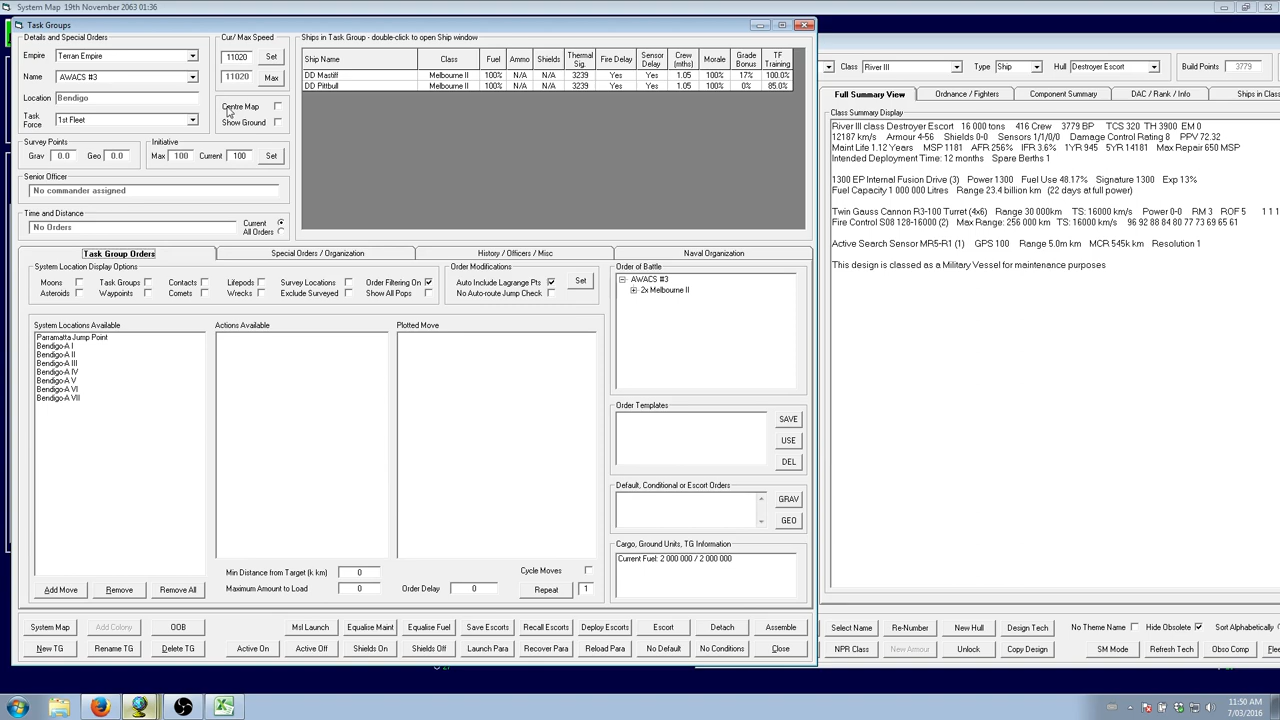 System Map 19th November 2063 01:36
Task Groups
Details and Special Orders
Empire Terran Empire
Name AWACS #3
Location Bendigo
Task Force 1st Fleet
Cur/ Max Speed
11020 Set
11020 Max
Centre Map
Show Ground
Survey Points
Grav 0.0 Geo 0.0
Initiative
Max 100 Current 100 Set
Senior Officer
No commander assigned
Time and Distance
No Orders
Current
All Orders
Ships in Task Group - double-click to open Ship window
Ship Name Class Fuel Ammo Shields Thermal Sig. Fire Delay Sensor Delay Crew (mths) Morale Grade Bonus TF Training
DD Mastiff Melbourne II 100% N/A N/A 3239 Yes Yes 1.05 100% 17% 100.0%
DD Pittbull Melbourne II 100% N/A N/A 3239 Yes Yes 1.05 100% 0% 85.0%
Task Group Orders Special Orders / Organization History / Officers / Misc Naval Organization
System Location Display Options
Moons Task Groups Contacts Lifepods Survey Locations Order Filtering On
Asteroids Waypoints Comets Wrecks Exclude Surveyed Show All Pops
Order Modifications
Auto Include Lagrange Pts
No Auto-route Jump Check
Set
Order of Battle
AWACS #3
2x Melbourne II
System Locations Available
Parramatta Jump Point
Bendigo-A I
Bendigo-A II
Bendigo-A III
Bendigo-A IV
Bendigo-A V
Bendigo-A VI
Bendigo-A VII
Actions Available
Plotted Move
Order Templates
SAVE
USE
DEL
Default, Conditional or Escort Orders
GRAV
GEO
Cargo, Ground Units, TG Information
Current Fuel: 2 000 000 / 2 000 000
Min Distance from Target (k km) 0
Maximum Amount to Load 0
Order Delay 0
Cycle Moves
Repeat 1
Add Move Remove Remove All
System Map Add Colony OOB Msl Launch Equalise Maint Equalise Fuel Save Escorts Recall Escorts Deploy Escorts Escort Detach Assemble
New TG Rename TG Delete TG Active On Active Off Shields On Shields Off Launch Para Recover Para Reload Para No Default No Conditions Close
Class River III Type Ship Hull Destroyer Escort Build Points 3779
Full Summary View Ordnance / Fighters Component Summary DAC / Rank / Info Ships in Class
Class Summary Display
River III class Destroyer Escort 16 000 tons 416 Crew 3779 BP TCS 320 TH 3900 EM 0
12187 km/s Armour 4-56 Shields 0-0 Sensors 1/1/0/0 Damage Control Rating 8 PPV 72.32
Maint Life 1.12 Years MSP 1181 AFR 256% IFR 3.6% 1YR 945 5YR 14181 Max Repair 650 MSP
Intended Deployment Time: 12 months Spare Berths 1
1300 EP Internal Fusion Drive (3) Power 1300 Fuel Use 48.17% Signature 1300 Exp 13%
Fuel Capacity 1 000 000 Litres Range 23.4 billion km (22 days at full power)
Twin Gauss Cannon R3-100 Turret (4x6) Range 30 000km TS: 16000 km/s Power 0-0 RM 3 ROF 5 1 1
Fire Control S08 128-16000 (2) Max Range: 256 000 km TS: 16000 km/s 96 92 88 84 80 77 73 69 65 61
Active Search Sensor MR5-R1 (1) GPS 100 Range 5.0m km MCR 545k km Resolution 1
This design is classed as a Military Vessel for maintenance purposes
Select Name Re-Number New Hull Design Tech No Theme Name Hide Obsolete Sort Alphabetically
NPR Class New Armour Unlock Copy Design SM Mode Refresh Tech Obso Comp
11:50 AM
7/03/2016